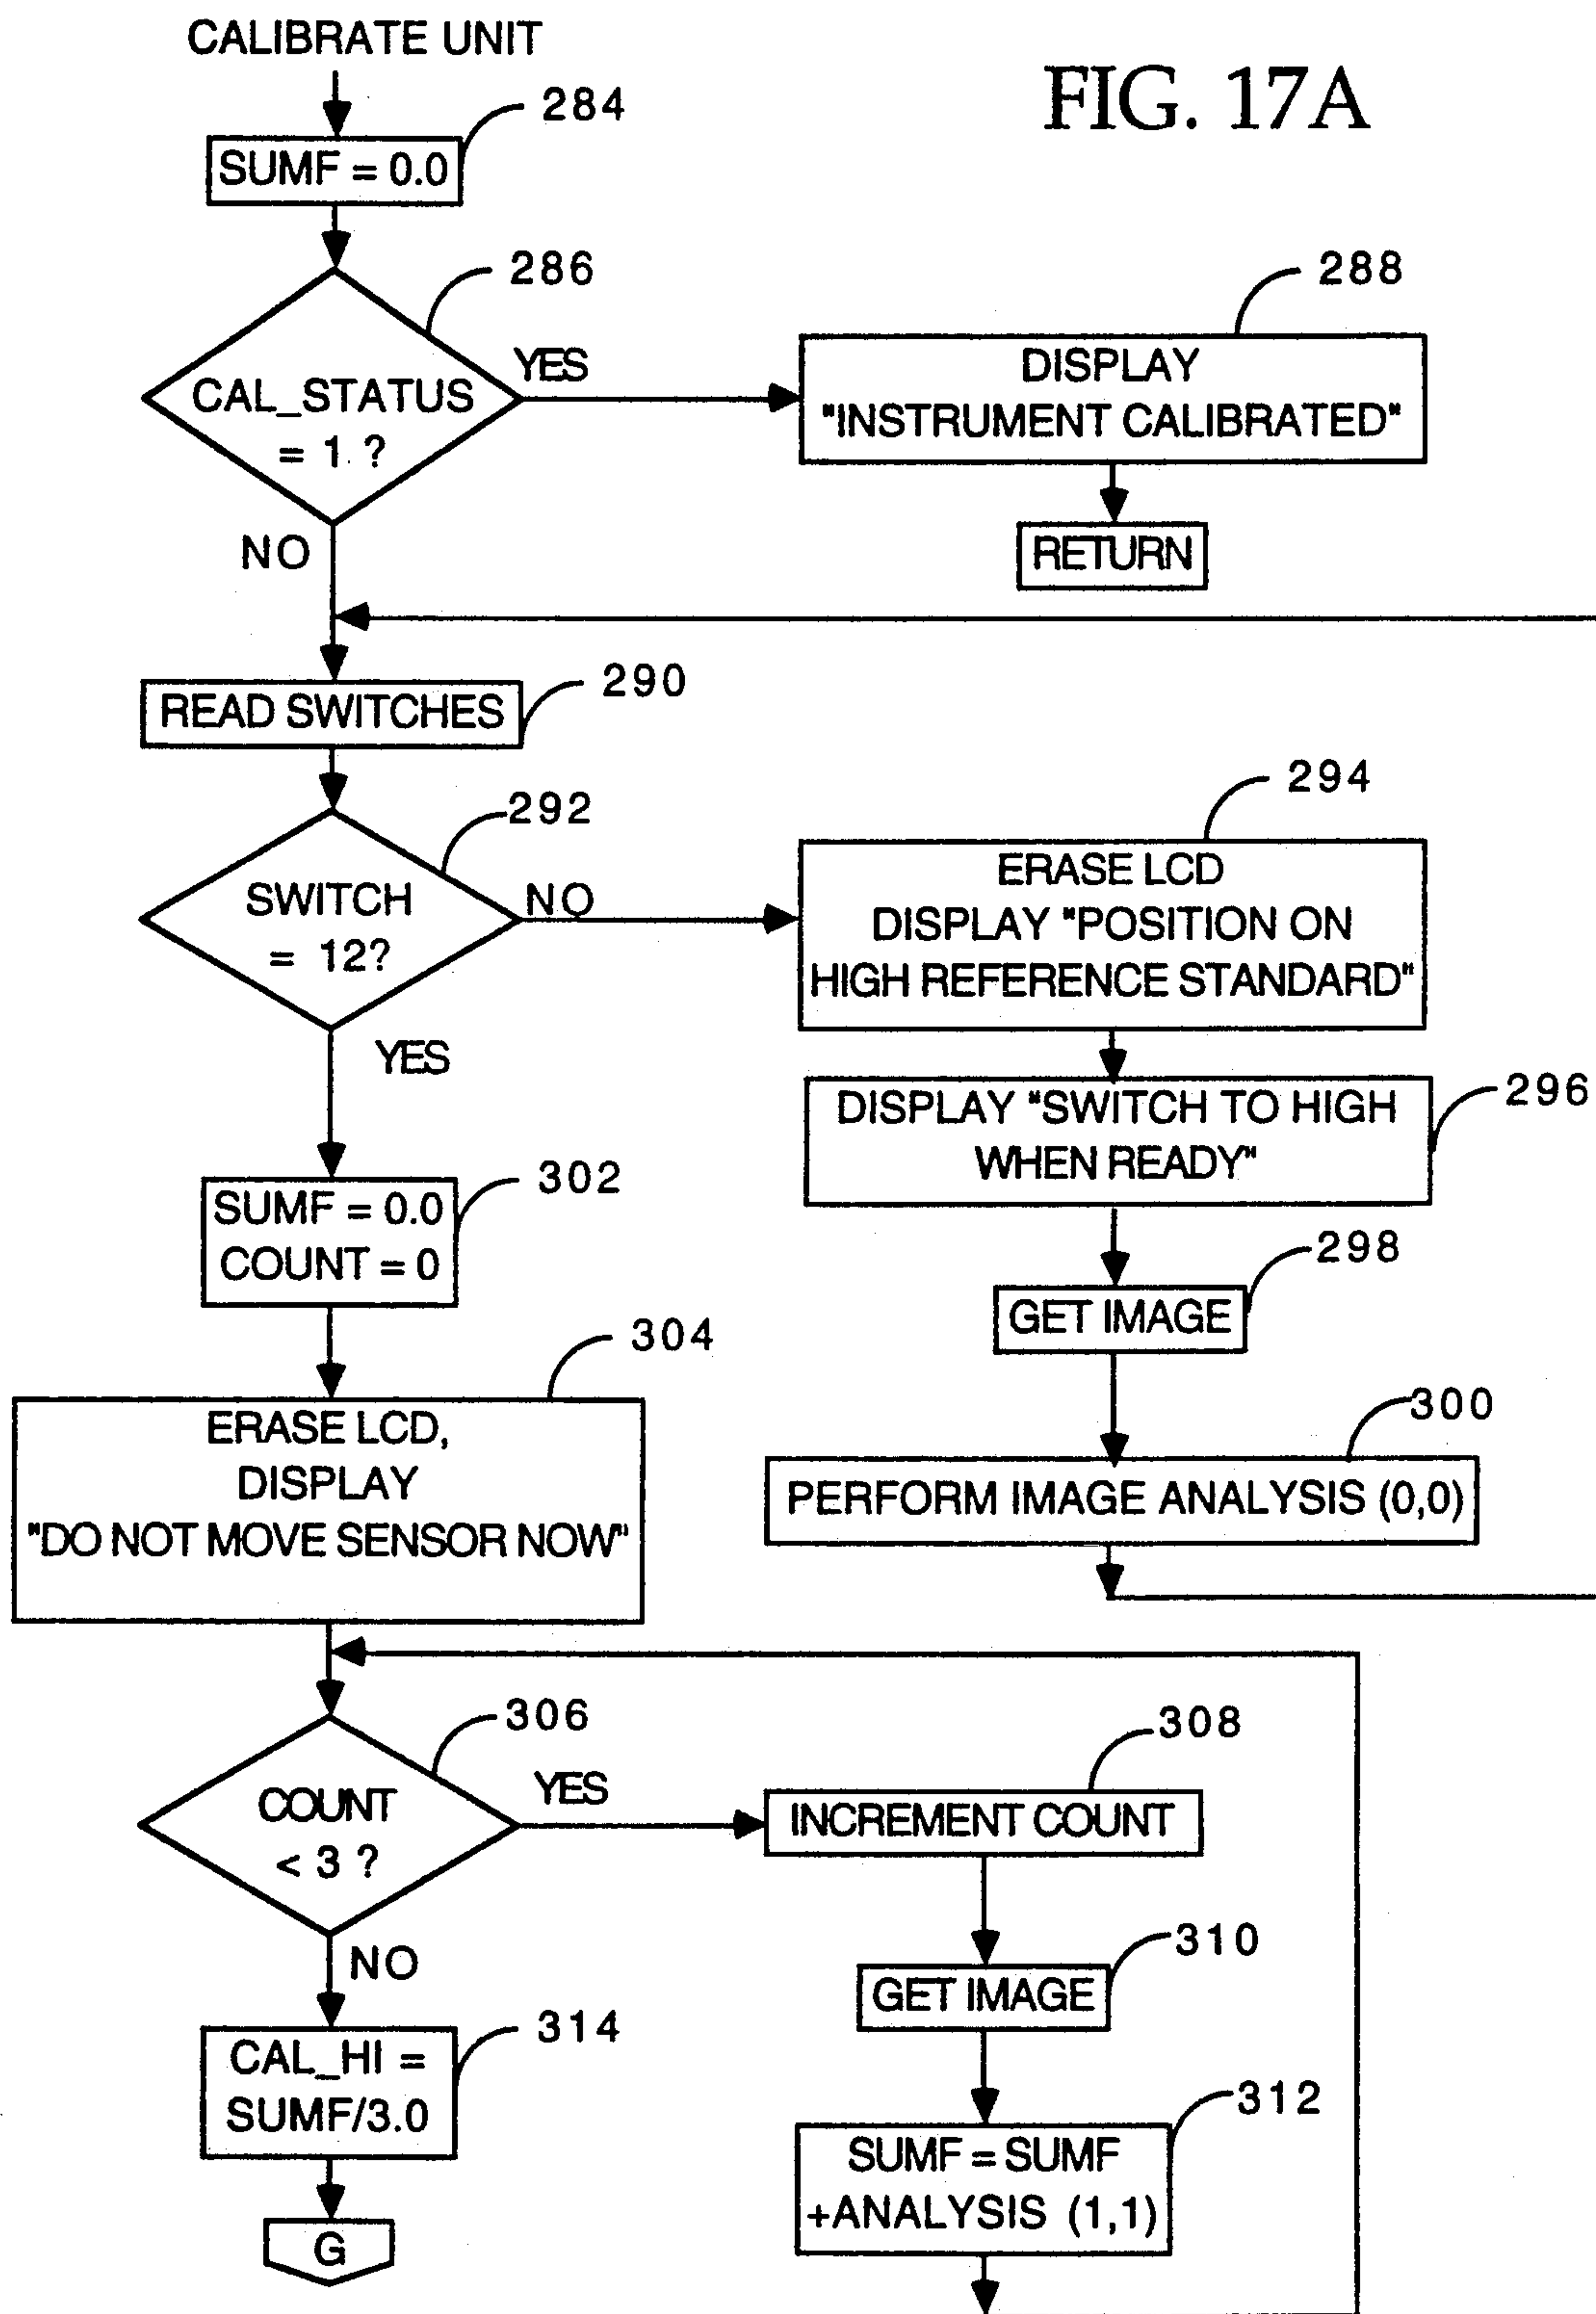 CALIBRATE UNIT
FIG. 17A
284
SUMF = 0.0
286
CAL_STATUS
= 1 ?
YES
288
DISPLAY
"INSTRUMENT CALIBRATED"
RETURN
NO
290
READ SWITCHES
292
SWITCH
= 12?
NO
294
ERASE LCD
DISPLAY "POSITION ON
HIGH REFERENCE STANDARD"
YES
296
DISPLAY "SWITCH TO HIGH
WHEN READY"
298
GET IMAGE
300
PERFORM IMAGE ANALYSIS (0,0)
302
SUMF = 0.0
COUNT = 0
304
ERASE LCD,
DISPLAY
"DO NOT MOVE SENSOR NOW"
306
COUNT
< 3 ?
YES
308
INCREMENT COUNT
310
GET IMAGE
312
SUMF = SUMF
+ANALYSIS (1,1)
NO
314
CAL_HI =
SUMF/3.0
G